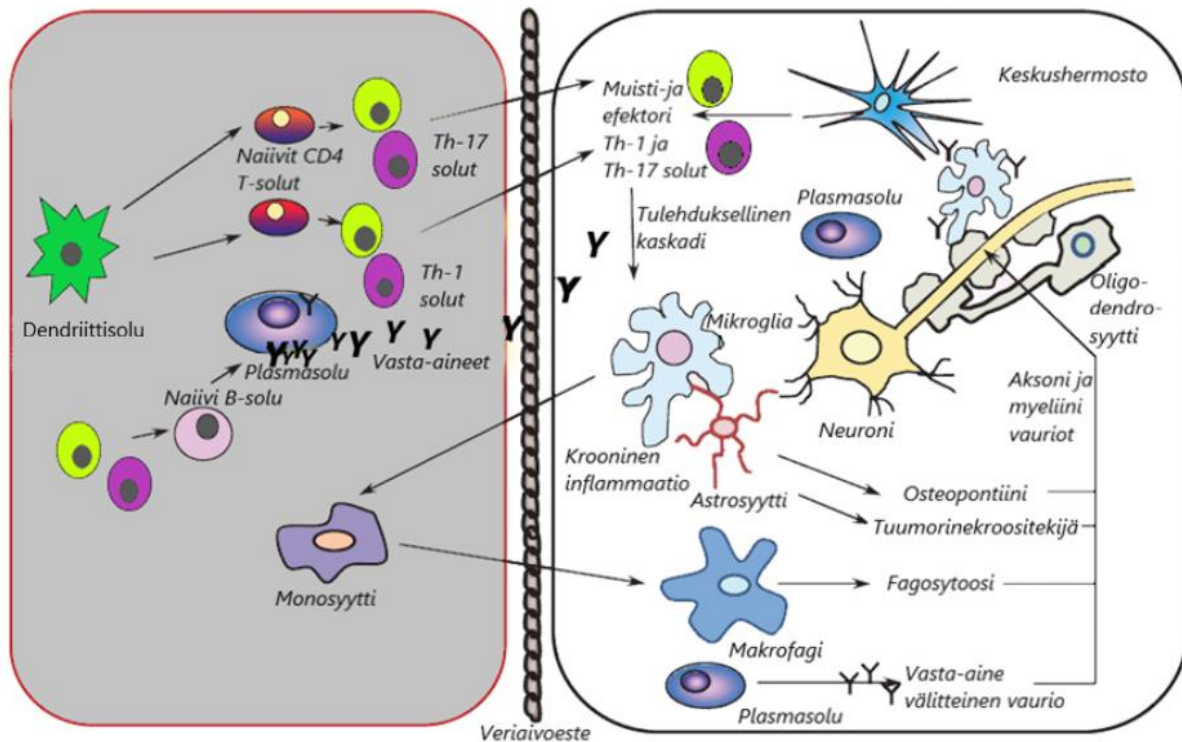 Naiivit CD4
T-solut
Th-17
solut
Dendriittisolu
Th-1
solut
Plasmasolu
Vasta-aineet
Naiivi B-solu
Monosyytti
Veriaivoeste
Keskushermosto
Muisti-ja
efektori
Th-1 ja
Th-17 solut
Plasmasolu
Tulehduksellinen
kaskadi
Mikroglia
Oligo-
dendro-
syytti
Neuroni
Aksoni ja
myeliini
vauriot
Krooninen
inflammaatio
Astrosyytti
Osteopontiini
Tuumorinekroositekijä
Fagosytoosi
Makrofagi
Vasta-aine
välitteinen vaurio
Plasmasolu